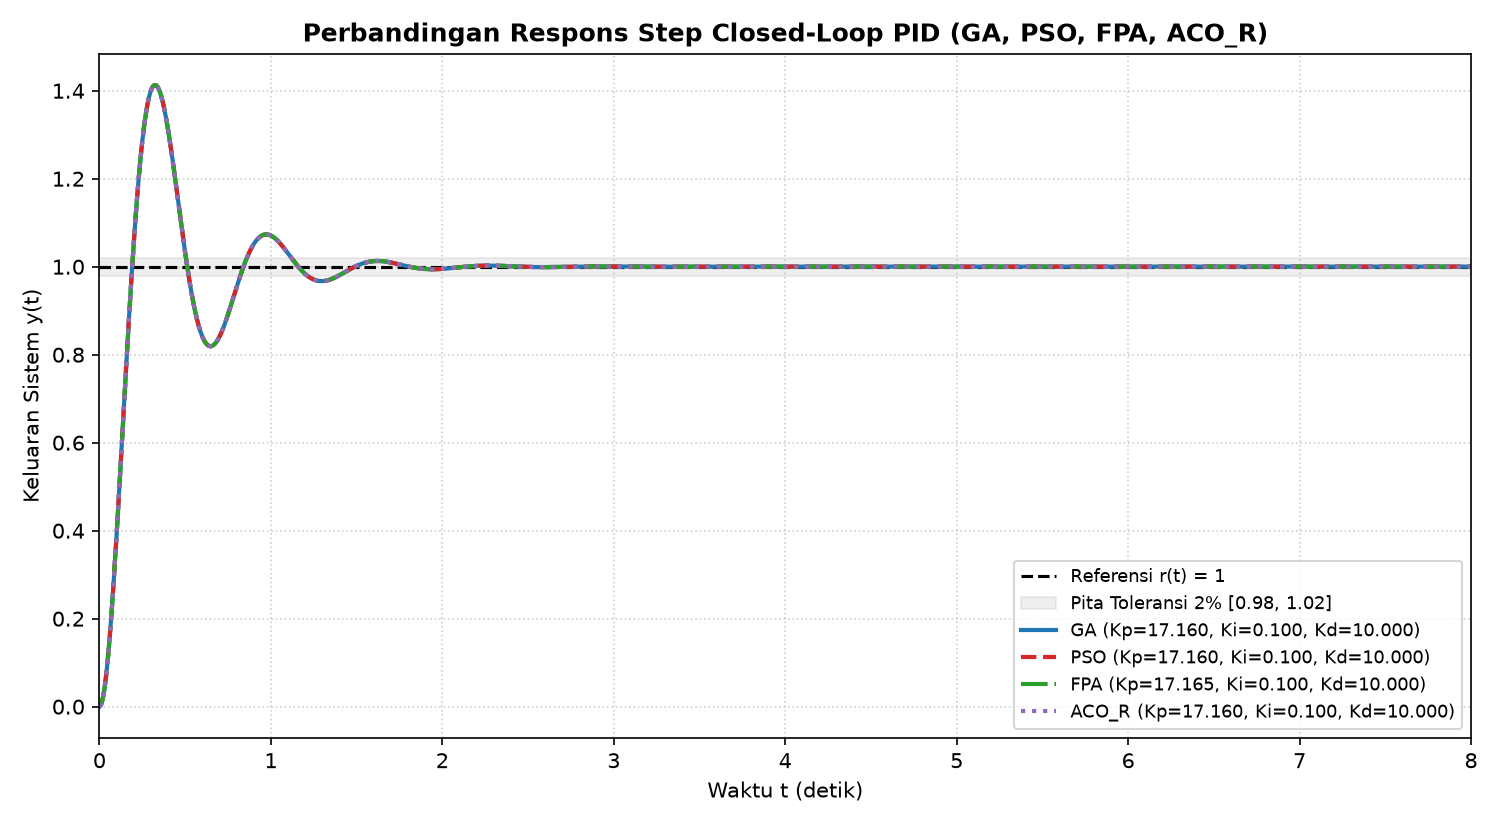 Perbandingan Respons Step Closed-Loop PID (GA, PSO, FPA, ACO_R)
Keluaran Sistem y(t)
1.4
1.2
1.0
0.8
0.6
0.4
0.2
0.0
Referensi r(t) = 1
Pita Toleransi 2% [0.98, 1.02]
GA (Kp=17.160, Ki=0.100, Kd=10.000)
PSO (Kp=17.160, Ki=0.100, Kd=10.000)
FPA (Kp=17.165, Ki=0.100, Kd=10.000)
ACO_R (Kp=17.160, Ki=0.100, Kd=10.000)
0 1 2 3 4 5 6 7 8
Waktu t (detik)